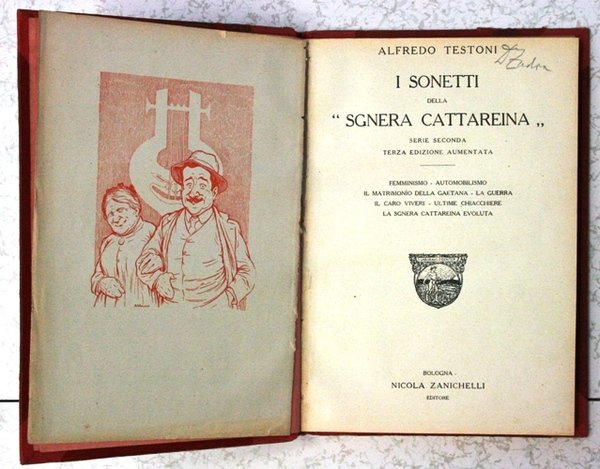 ALFREDO TESTONI
I SONETTI
DELLA
“ SGNERA CATTAREINA „
SERIE SECONDA
TERZA EDIZIONE AUMENTATA
FEMMINISMO - AUTOMOBILISMO
IL MATRIMONIO DELLA GAETANA - LA GUERRA
IL CARO VIVERI - ULTIME CHIACCHIERE
LA SGNERA CATTAREINA EVOLUTA
BOLOGNA
NICOLA ZANICHELLI
EDITORE